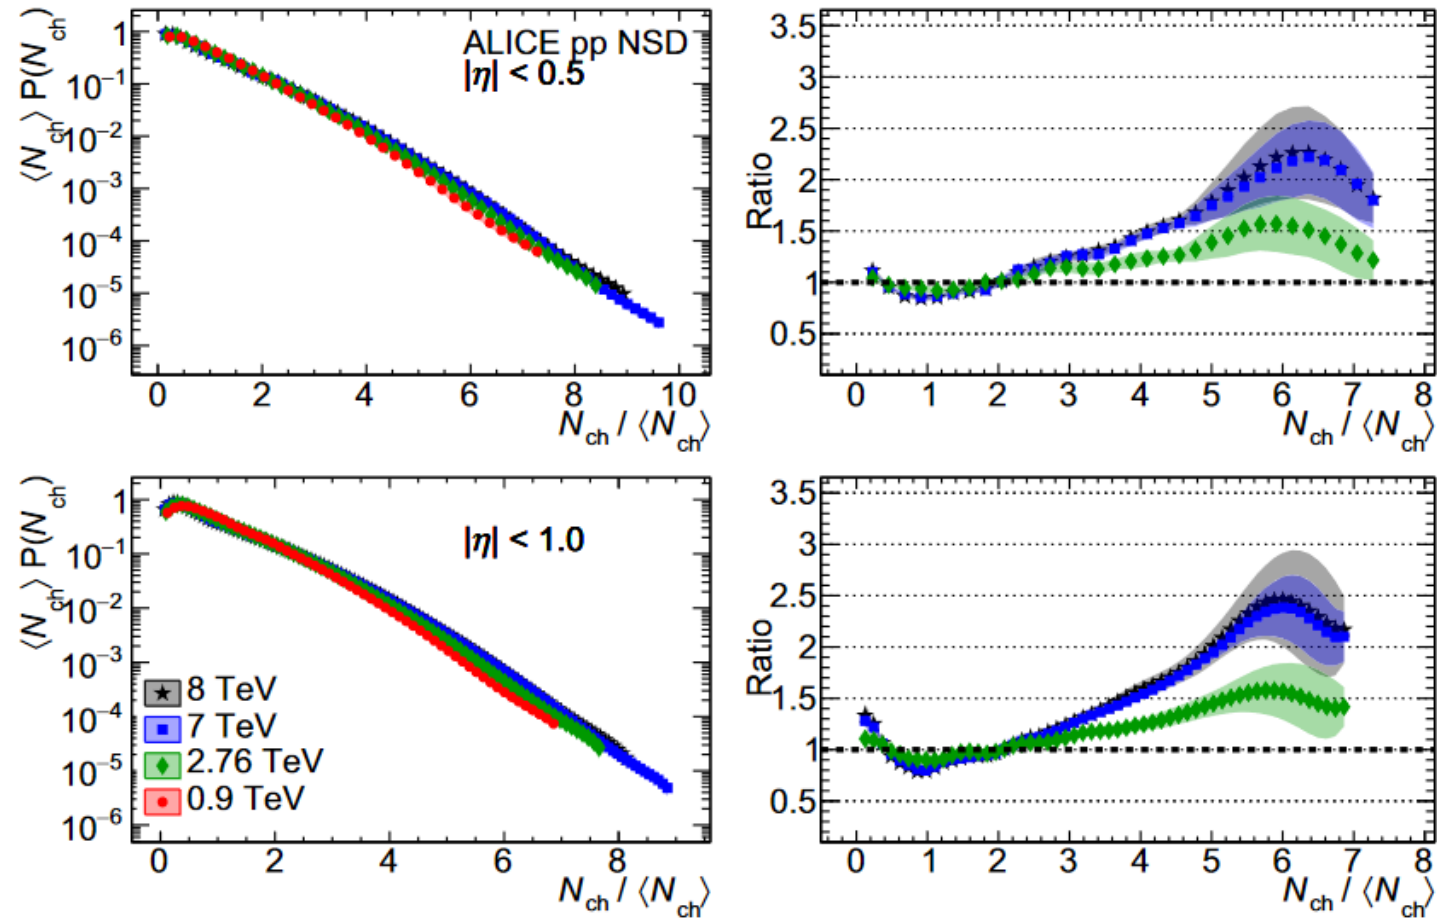 ALICE pp NSD
|η| < 0.5
⟨N_ch⟩ P(N_ch)
1
10⁻¹
10⁻²
10⁻³
10⁻⁴
10⁻⁵
10⁻⁶
0 2 4 6 8 10
N_ch / ⟨N_ch⟩
Ratio
3.5
3
2.5
2
1.5
1
0.5
0 1 2 3 4 5 6 7 8
N_ch / ⟨N_ch⟩
|η| < 1.0
⟨N_ch⟩ P(N_ch)
1
10⁻¹
10⁻²
10⁻³
10⁻⁴
10⁻⁵
10⁻⁶
8 TeV
7 TeV
2.76 TeV
0.9 TeV
0 2 4 6 8
N_ch / ⟨N_ch⟩
Ratio
3.5
3
2.5
2
1.5
1
0.5
0 1 2 3 4 5 6 7 8
N_ch / ⟨N_ch⟩